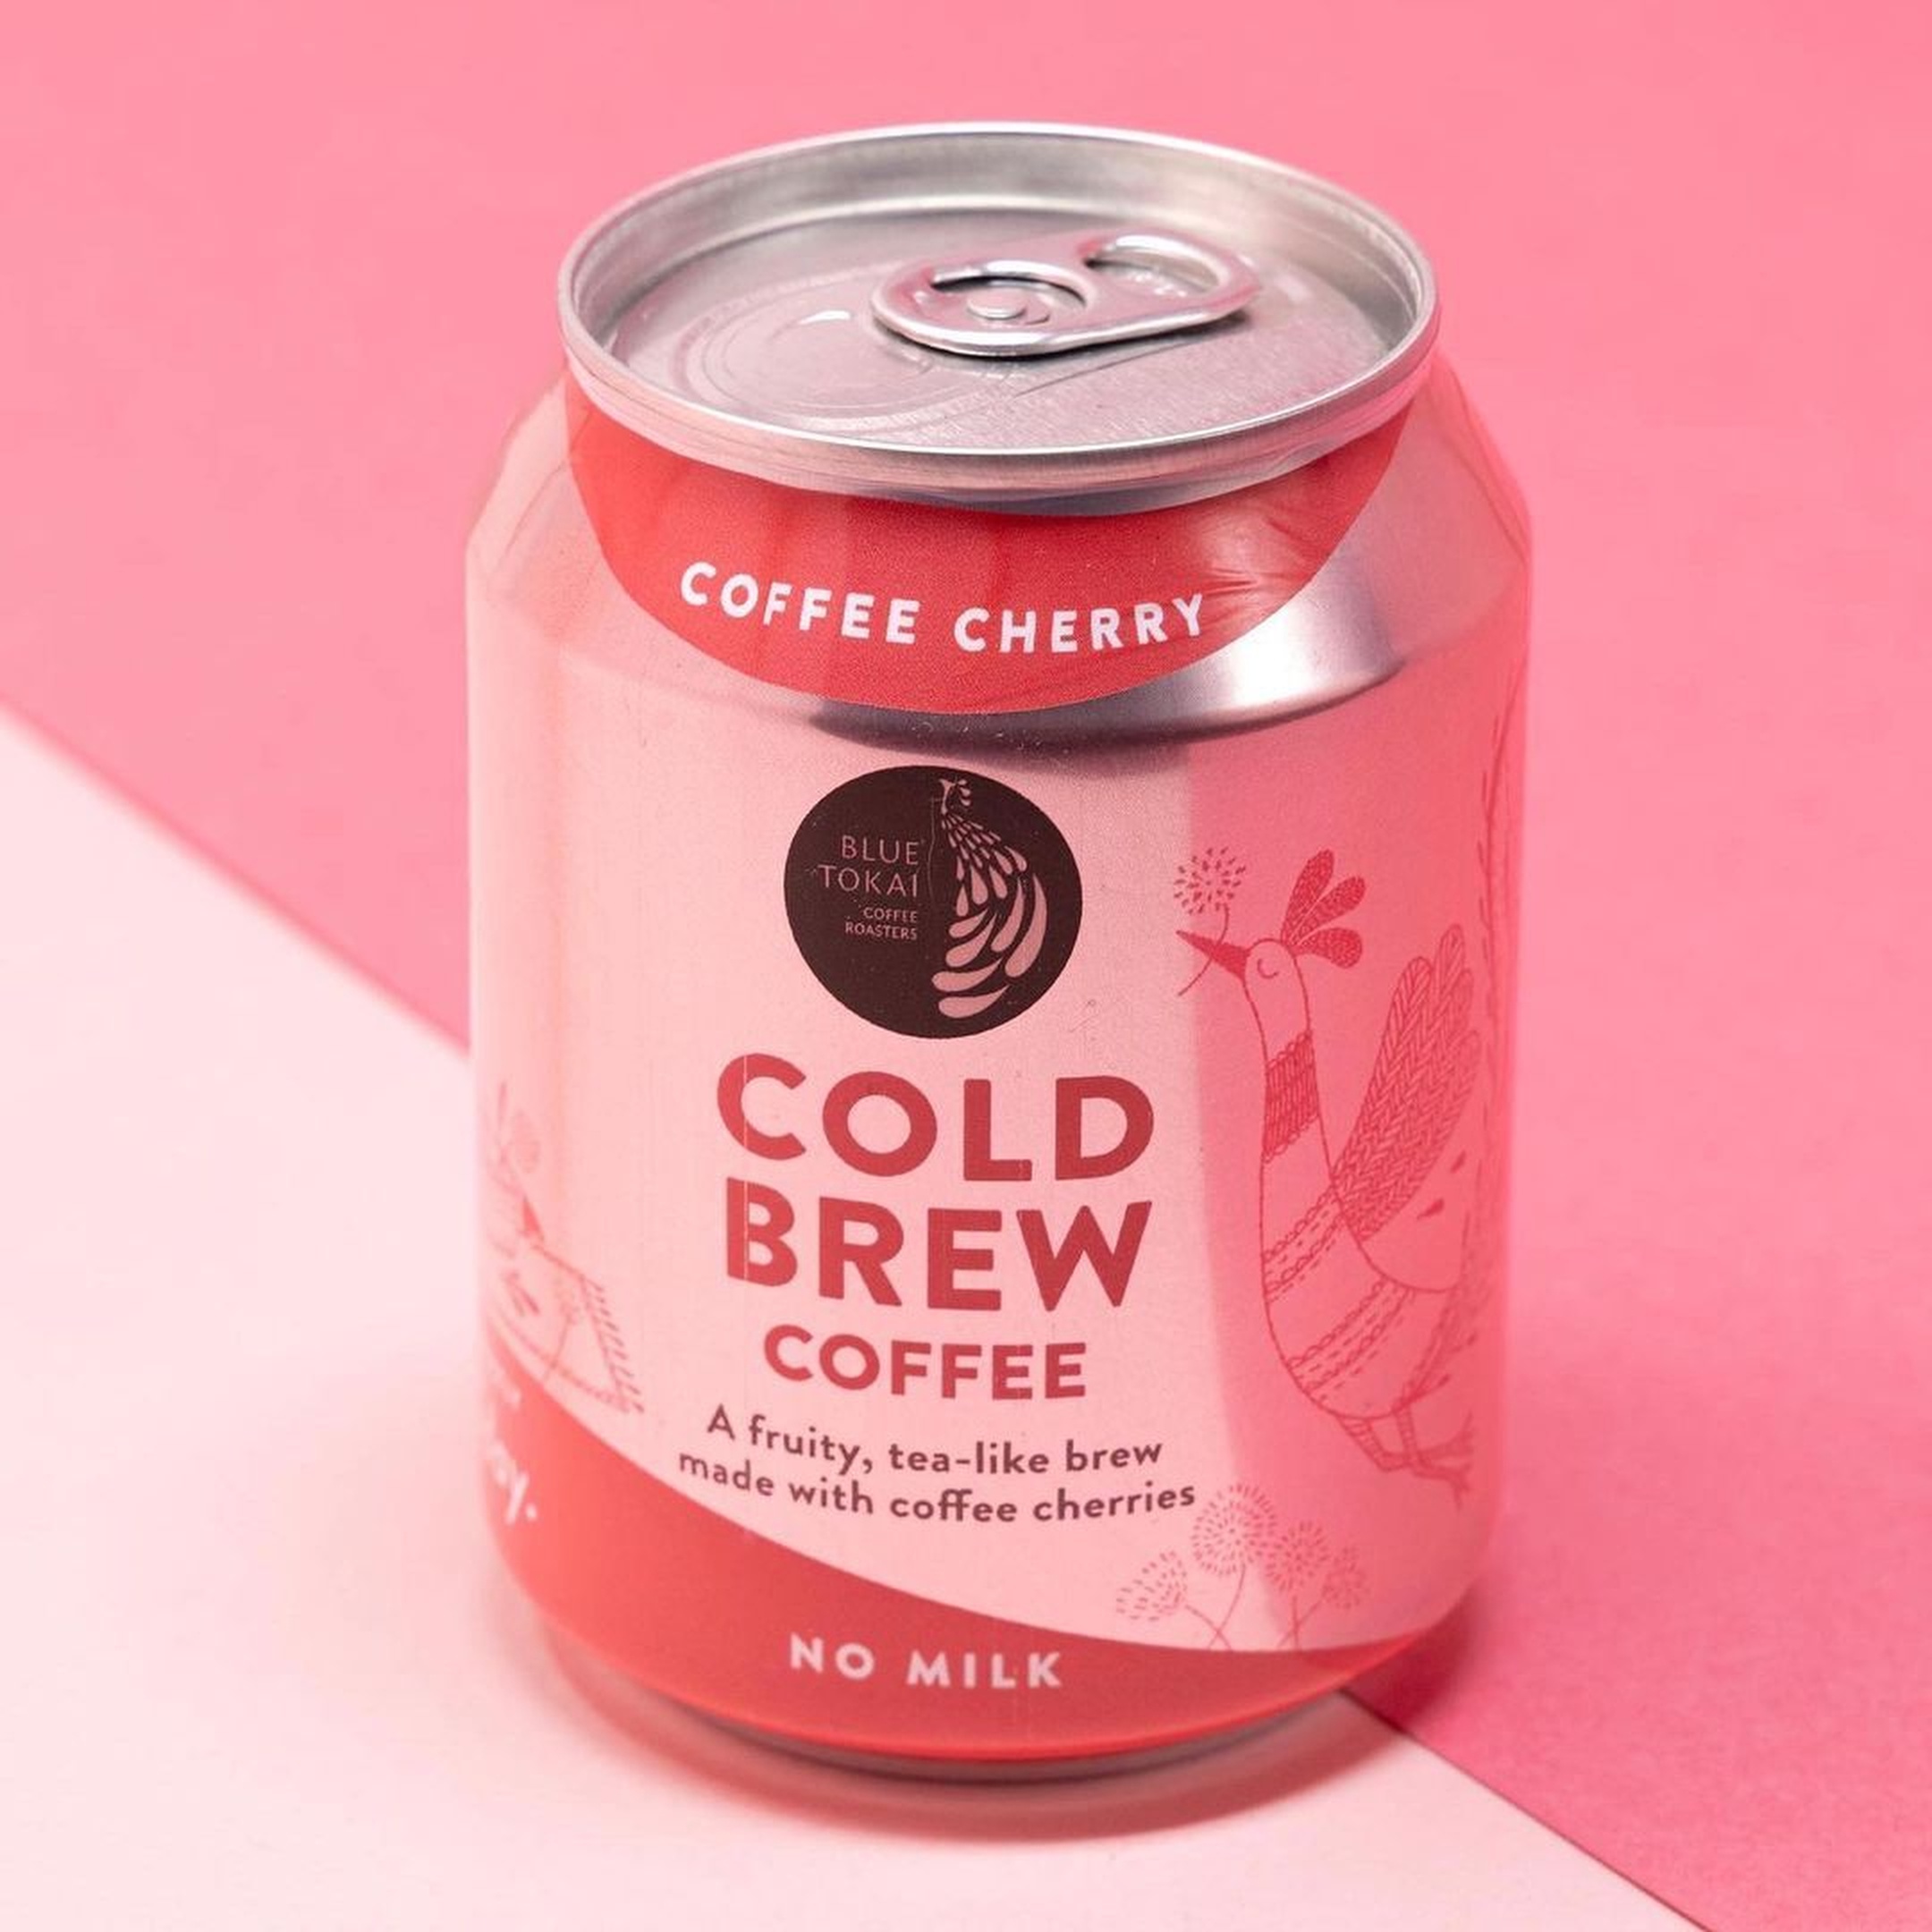 COFFEE CHERRY
BLUE
TOKAI
COFFEE
ROASTERS
COLD
BREW
COFFEE
A fruity, tea-like brew
made with coffee cherries
NO MILK